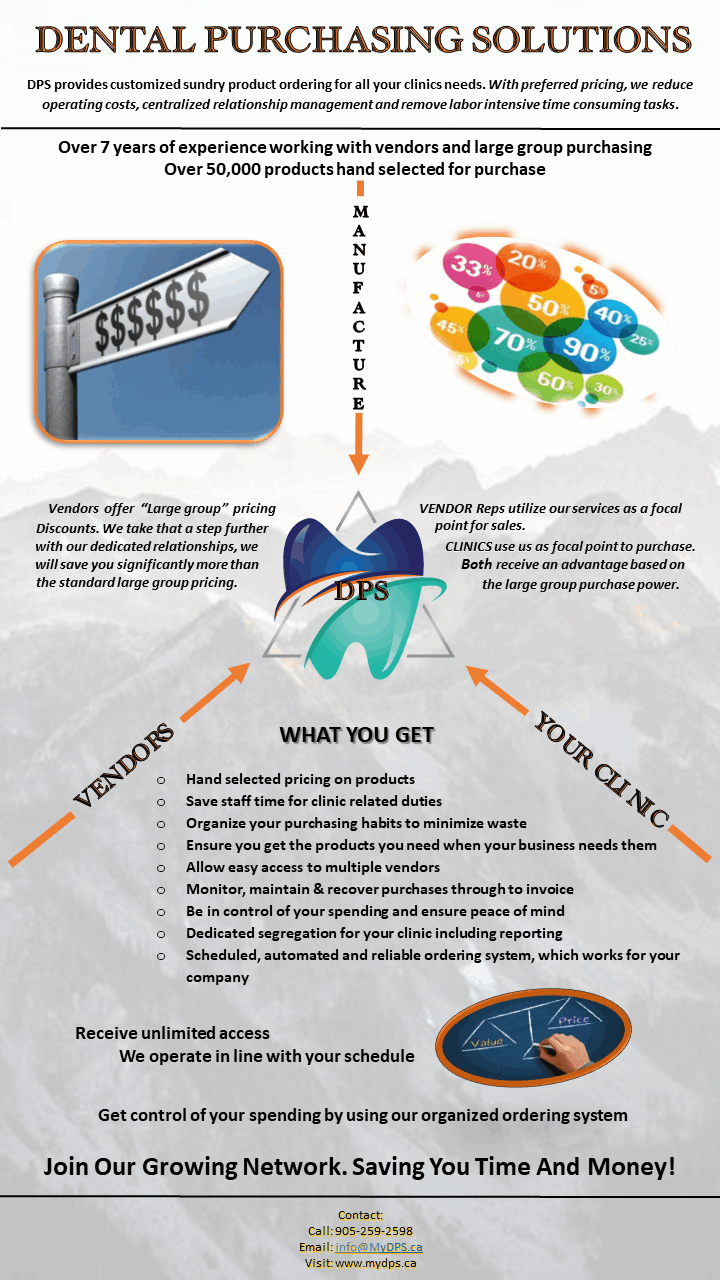 DENTAL PURCHASING SOLUTIONS
DPS provides customized sundry product ordering for all your clinics needs. With preferred pricing, we reduce
operating costs, centralized relationship management and remove labor intensive time consuming tasks.
Over 7 years of experience working with vendors and large group purchasing
Over 50,000 products hand selected for purchase
MANUFACTURE
$$$$$$
33%
20%
5%
5%
50%
40%
45%
70%
90%
25%
5%
60%
30%
Vendors offer “Large group” pricing
Discounts. We take that a step further
with our dedicated relationships, we
will save you significantly more than
the standard large group pricing.
VENDOR Reps utilize our services as a focal
point for sales.
CLINICS use us as focal point to purchase.
Both receive an advantage based on
the large group purchase power.
DPS
VENDORS
YOUR CLINIC
WHAT YOU GET
o Hand selected pricing on products
o Save staff time for clinic related duties
o Organize your purchasing habits to minimize waste
o Ensure you get the products you need when your business needs them
o Allow easy access to multiple vendors
o Monitor, maintain & recover purchases through to invoice
o Be in control of your spending and ensure peace of mind
o Dedicated segregation for your clinic including reporting
o Scheduled, automated and reliable ordering system, which works for your
company
Receive unlimited access
We operate in line with your schedule
Value
Price
Get control of your spending by using our organized ordering system
Join Our Growing Network. Saving You Time And Money!
Contact:
Call: 905-259-2598
Email: info@MyDPS.ca
Visit: www.mydps.ca